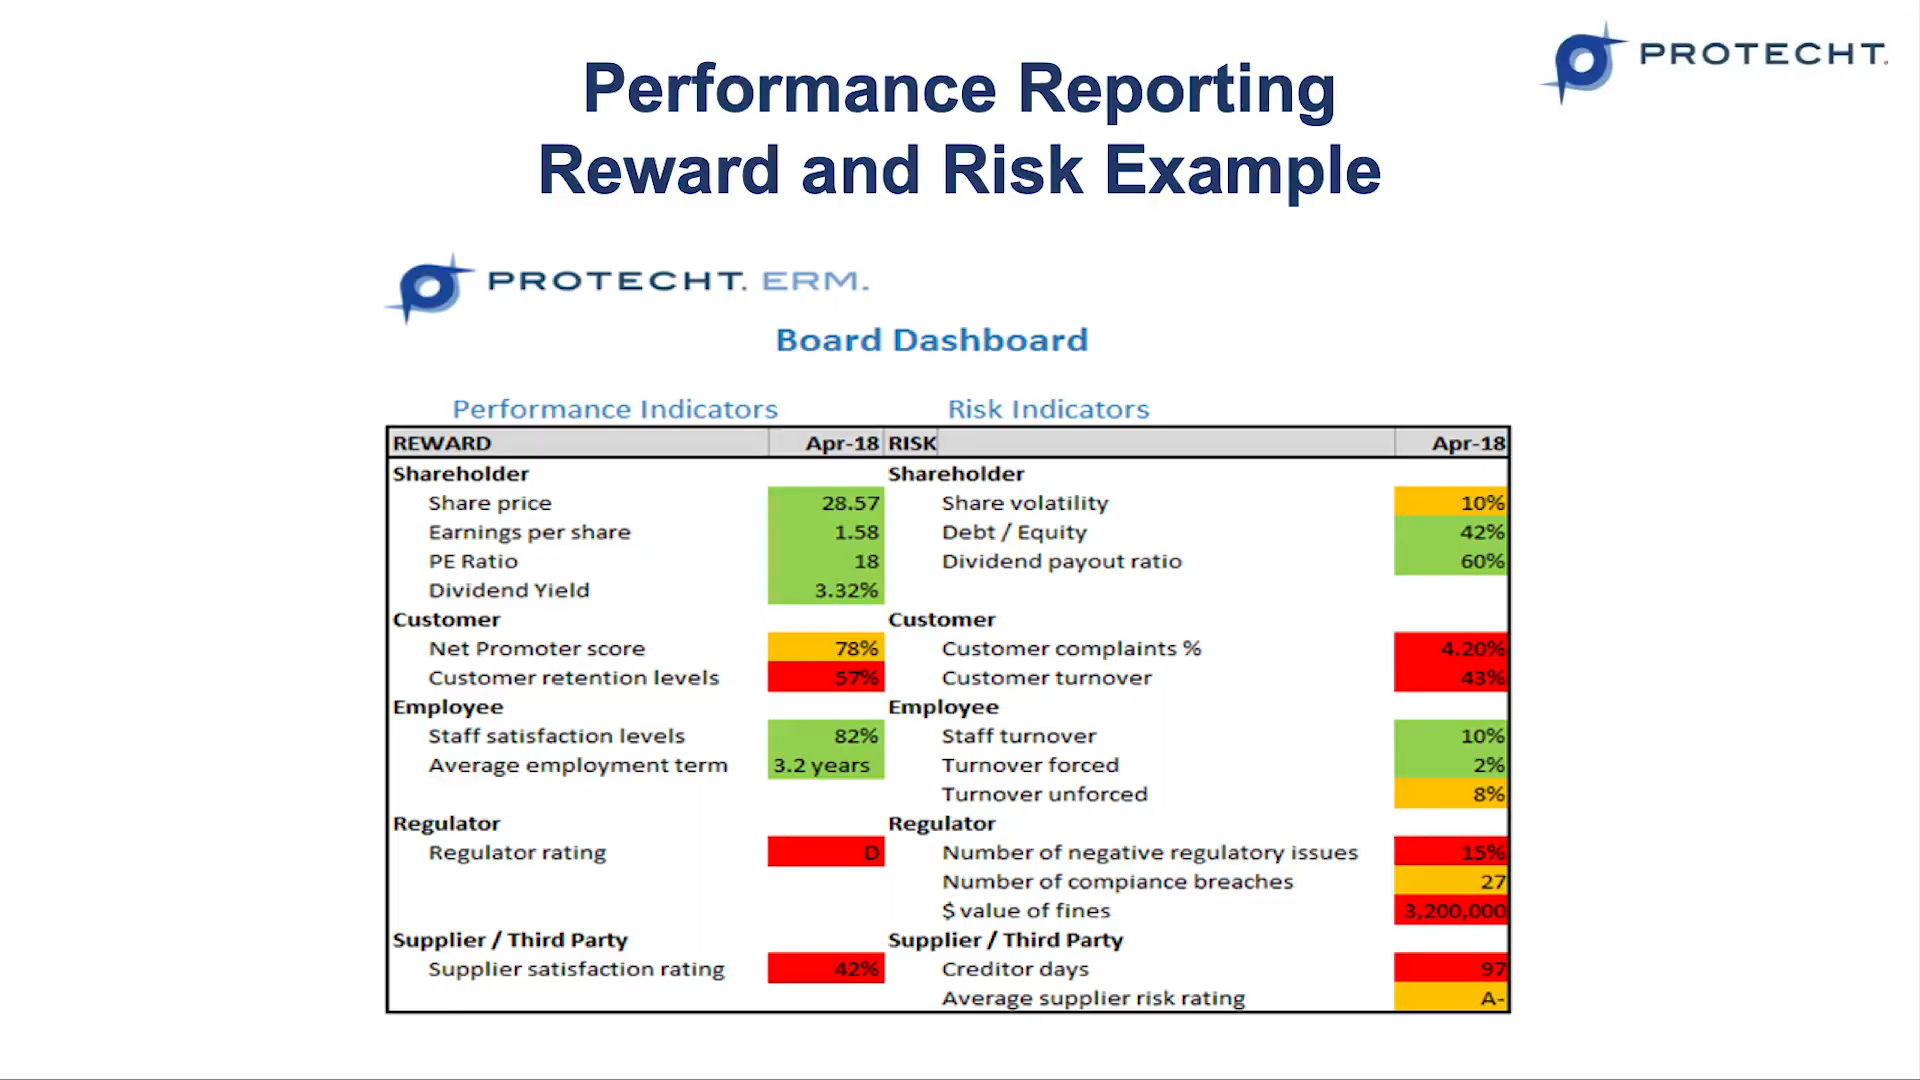 PROTECHT.
Performance Reporting
Reward and Risk Example
PROTECHT. ERM.
Board Dashboard
Performance Indicators Risk Indicators
REWARD Apr-18 RISK Apr-18
Shareholder Shareholder
Share price 28.57 Share volatility 10%
Earnings per share 1.58 Debt / Equity 42%
PE Ratio 18 Dividend payout ratio 60%
Dividend Yield 3.32%
Customer Customer
Net Promoter score 78% Customer complaints % 4.20%
Customer retention levels 57% Customer turnover 43%
Employee Employee
Staff satisfaction levels 82% Staff turnover 10%
Average employment term 3.2 years Turnover forced 2%
Turnover unforced 8%
Regulator Regulator
Regulator rating D Number of negative regulatory issues 15%
Number of compiance breaches 27
$ value of fines 3,200,000
Supplier / Third Party Supplier / Third Party
Supplier satisfaction rating 42% Creditor days 97
Average supplier risk rating A-